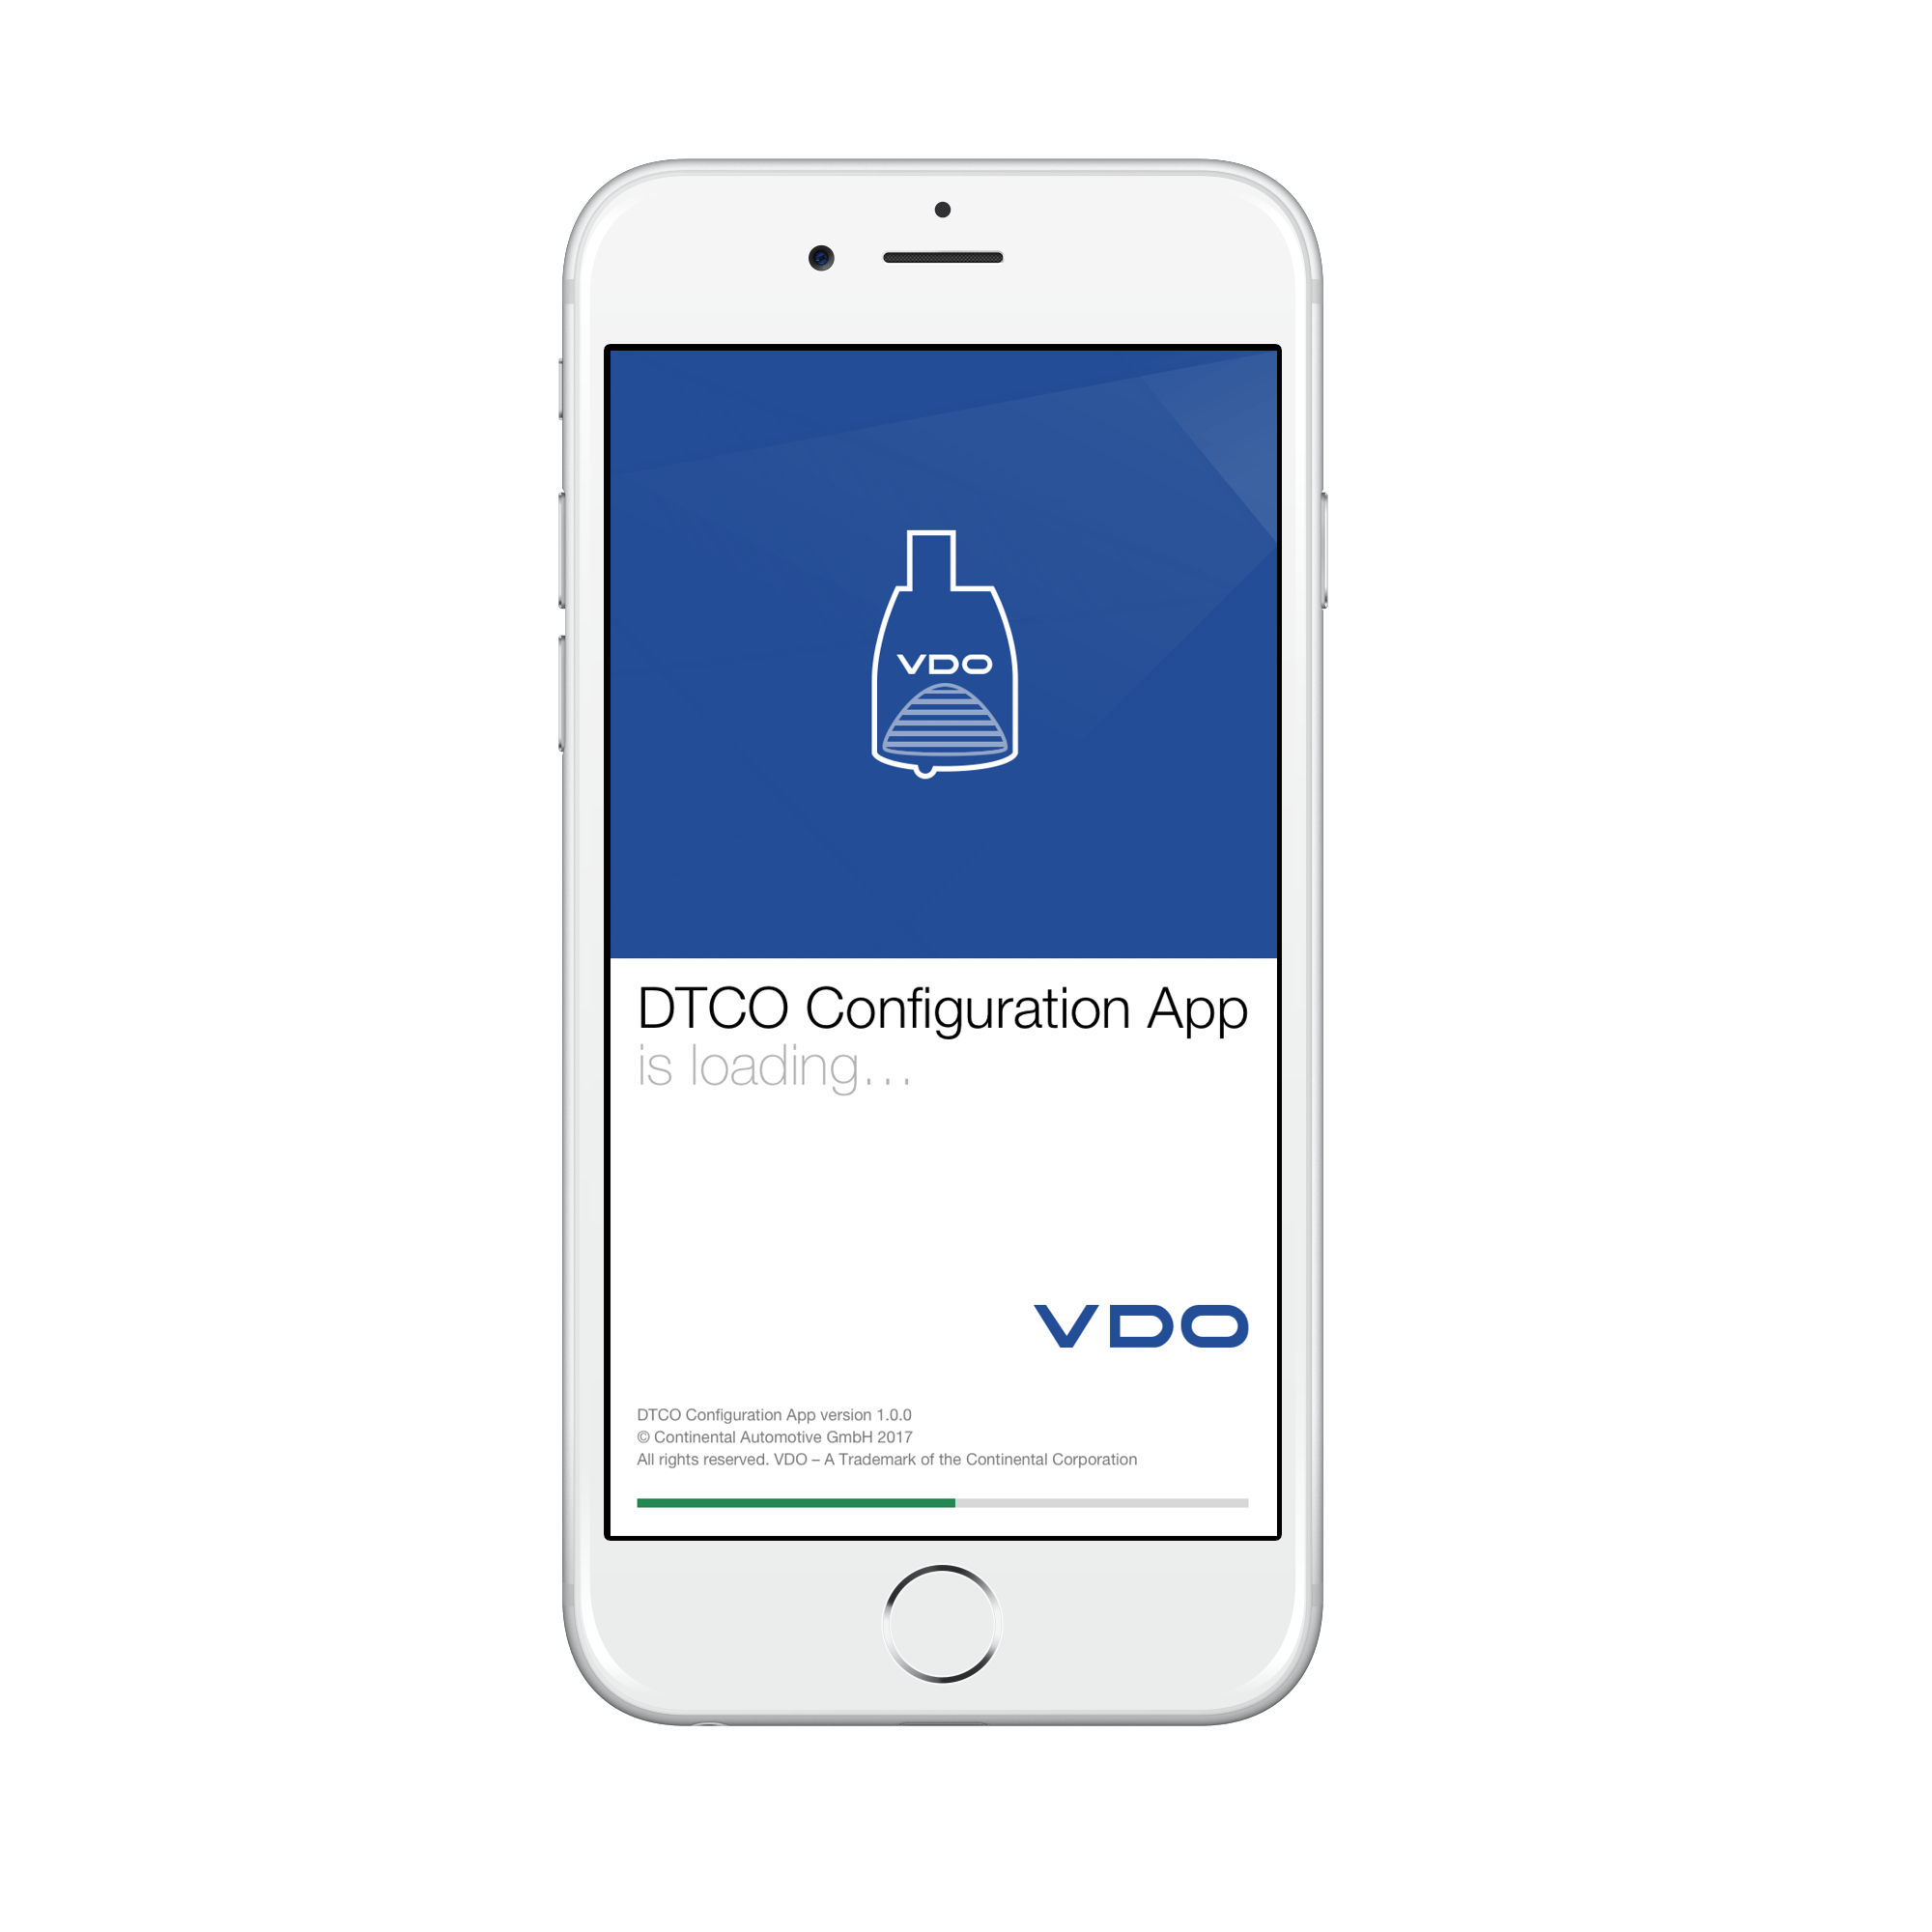 VDO
DTCO Configuration App
is loading...
VDO
DTCO Configuration App version 1.0.0
© Continental Automotive GmbH 2017
All rights reserved. VDO – A Trademark of the Continental Corporation